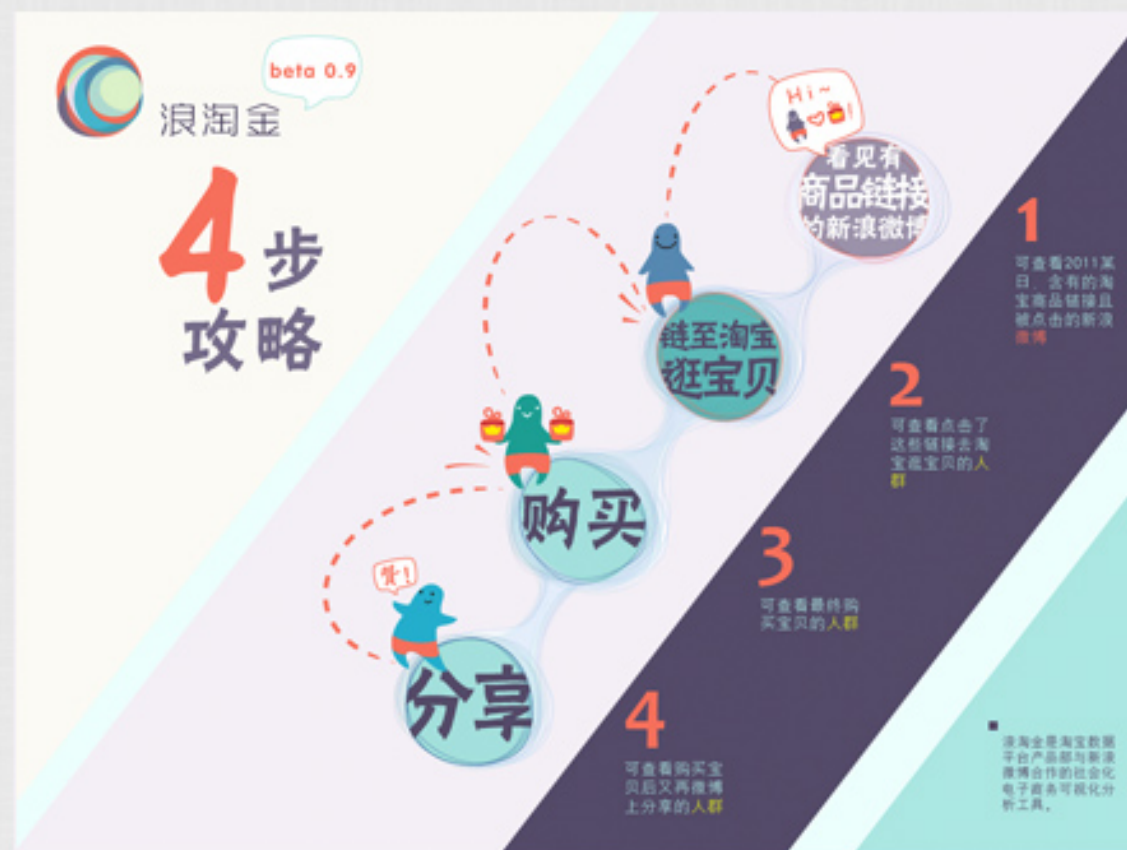 浪淘金
beta 0.9
4步
攻略
Hi~
看见有
商品链接
的新浪微博
链至淘宝
逛宝贝
购买
赞!
分享
1
可查看2011某
日,含有的淘
宝商品链接且
被点击的新浪
微博
2
可查看点击了
这些链接去淘
宝逛宝贝的人
群
3
可查看最终购
买宝贝的人群
4
可查看购买宝
贝后又再微博
上分享的人群
浪淘金是淘宝数据
平台产品部与新浪
微博合作的社会化
电子商务可视化分
析工具。